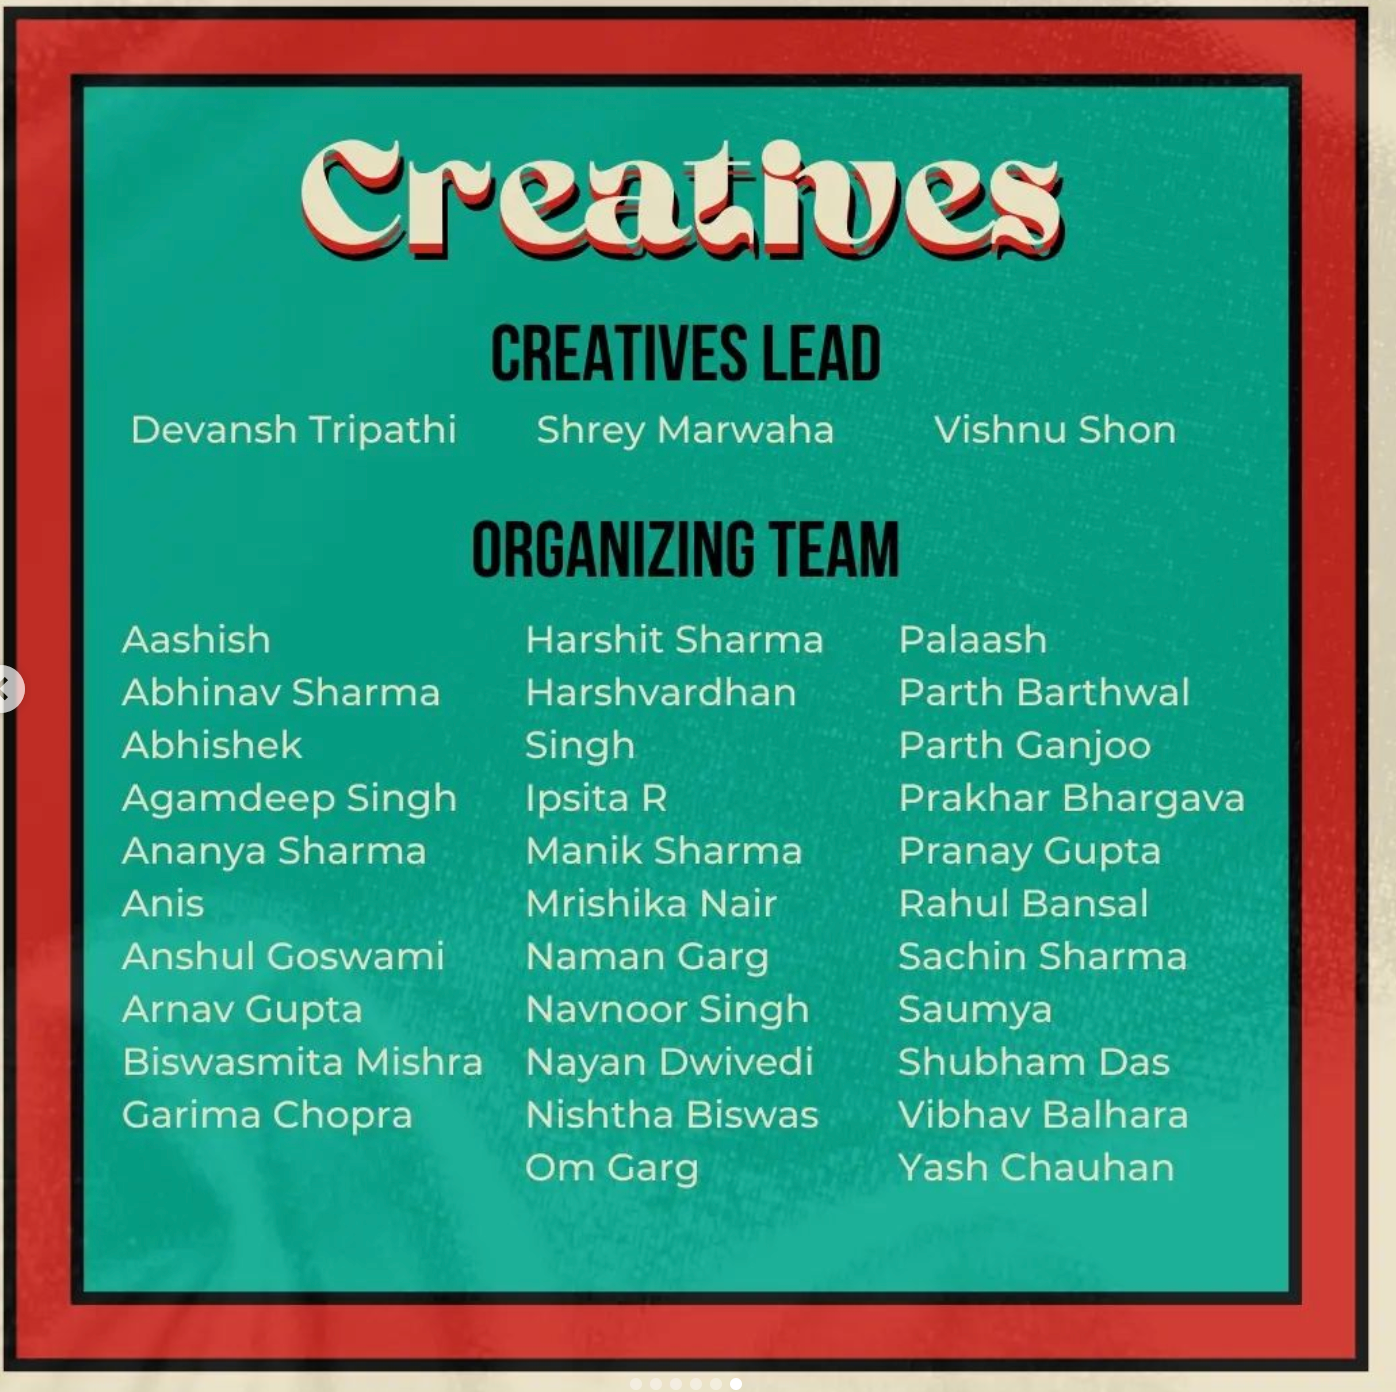 Creatives
CREATIVES LEAD
Devansh Tripathi Shrey Marwaha Vishnu Shon
ORGANIZING TEAM
Aashish
Abhinav Sharma
Abhishek
Agamdeep Singh
Ananya Sharma
Anis
Anshul Goswami
Arnav Gupta
Biswasmita Mishra
Garima Chopra
Harshit Sharma
Harshvardhan
Singh
Ipsita R
Manik Sharma
Mrishika Nair
Naman Garg
Navnoor Singh
Nayan Dwivedi
Nishtha Biswas
Om Garg
Palaash
Parth Barthwal
Parth Ganjoo
Prakhar Bhargava
Pranay Gupta
Rahul Bansal
Sachin Sharma
Saumya
Shubham Das
Vibhav Balhara
Yash Chauhan